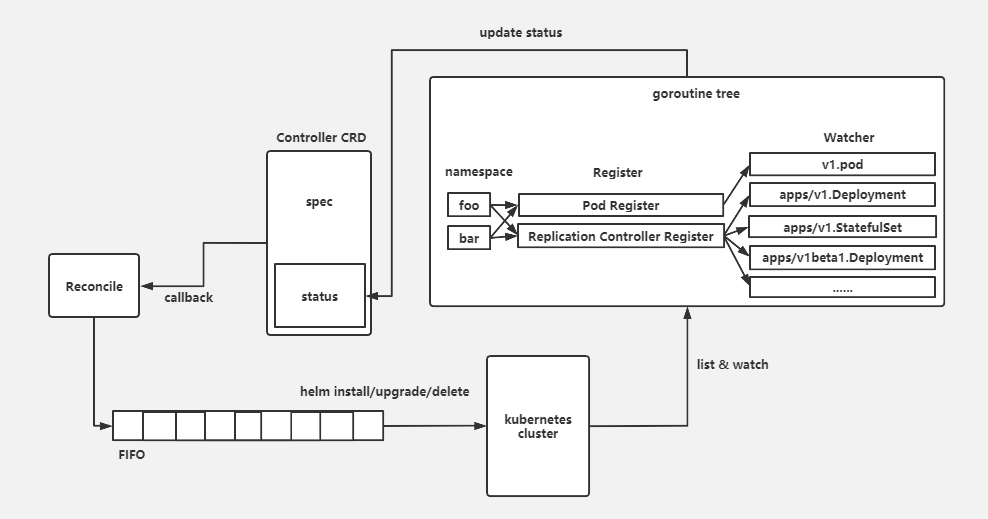 update status
goroutine tree
Controller CRD
Watcher
namespace
Register
v1.pod
spec
foo
Pod Register
apps/v1.Deployment
bar
Replication Controller Register
apps/v1.StatefulSet
apps/v1beta1.Deployment
......
Reconcile
callback
status
list & watch
helm install/upgrade/delete
kubernetes
cluster
FIFO